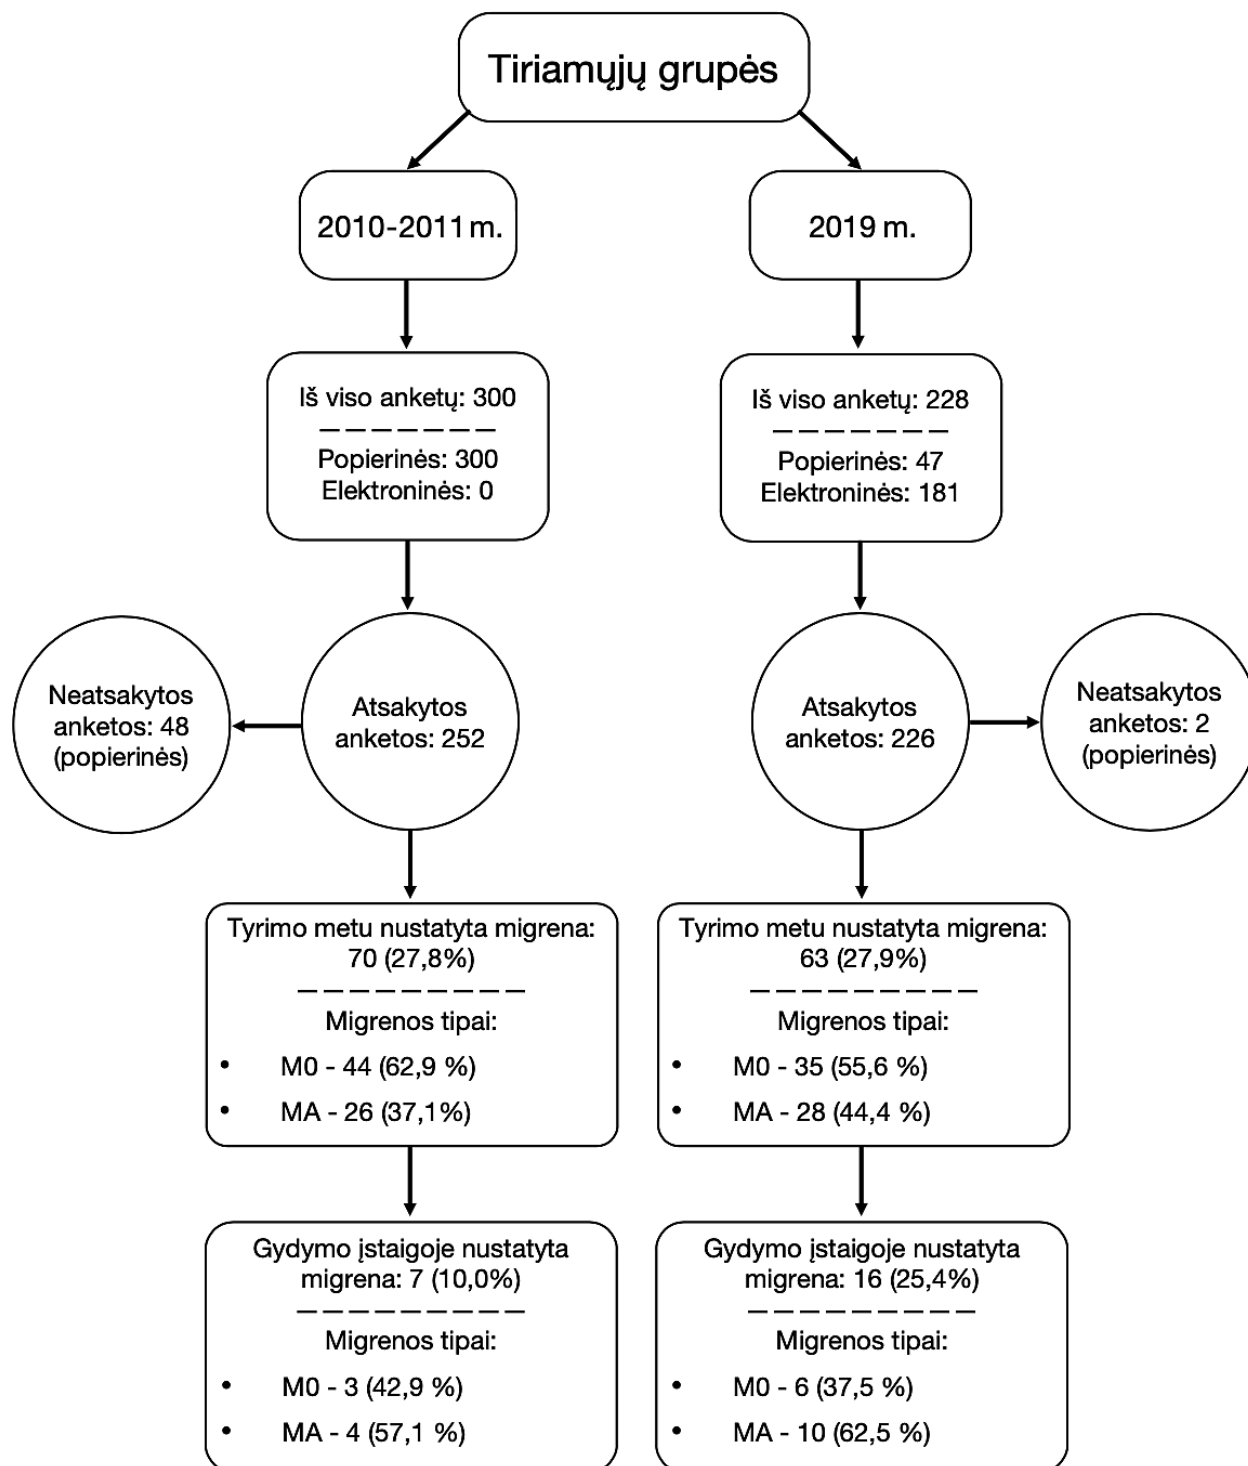 Tiriamųjų grupės
2010-2011 m.
2019 m.
Iš viso anketų: 300
Popierinės: 300
Elektroninės: 0
Iš viso anketų: 228
Popierinės: 47
Elektroninės: 181
Neatsakytos
anketos: 48
(popierinės)
Atsakytos
anketos: 252
Atsakytos
anketos: 226
Neatsakytos
anketos: 2
(popierinės)
Tyrimo metu nustatyta migrena:
70 (27,8%)
Migrenos tipai:
• M0 - 44 (62,9 %)
• MA - 26 (37,1%)
Tyrimo metu nustatyta migrena:
63 (27,9%)
Migrenos tipai:
• M0 - 35 (55,6 %)
• MA - 28 (44,4 %)
Gydymo įstaigoje nustatyta
migrena: 7 (10,0%)
Migrenos tipai:
• M0 - 3 (42,9 %)
• MA - 4 (57,1 %)
Gydymo įstaigoje nustatyta
migrena: 16 (25,4%)
Migrenos tipai:
• M0 - 6 (37,5 %)
• MA - 10 (62,5 %)